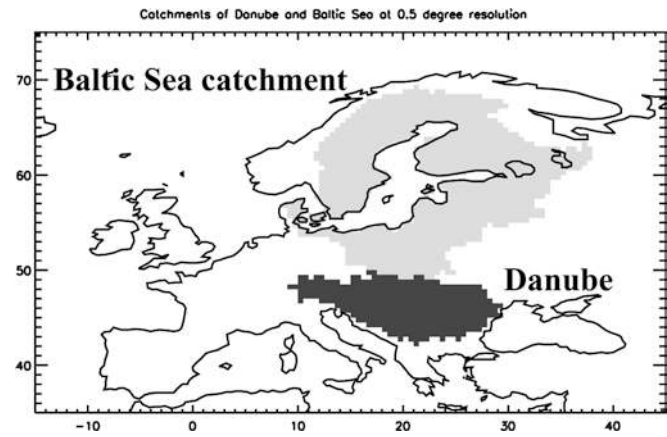 Catchments of Danube and Baltic Sea at 0.5 degree resolution
70
Baltic Sea catchment
60
50
Danube
40
-10 0 10 20 30 40